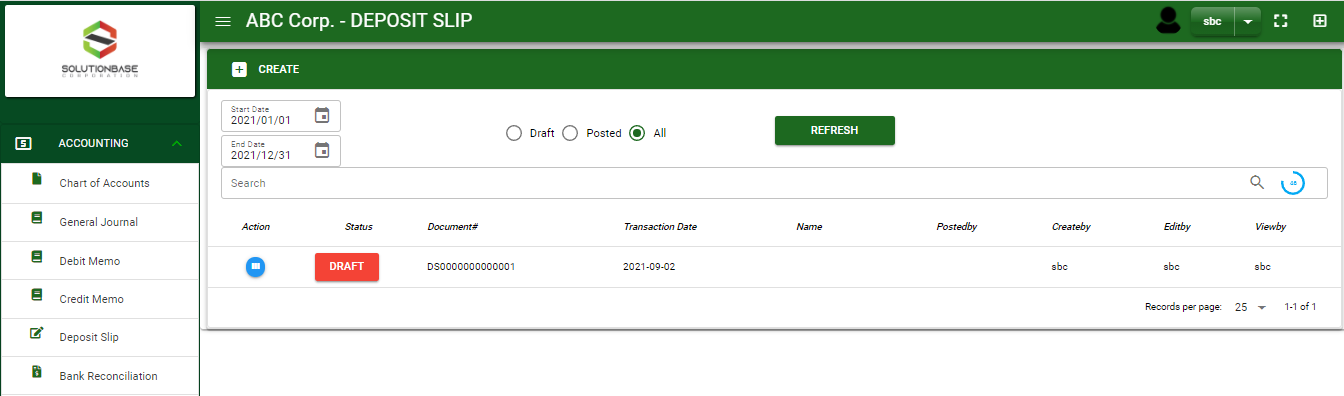 SOLUTIONBASE
CORPORATION
ABC Corp. - DEPOSIT SLIP
sbc
ACCOUNTING
Chart of Accounts
General Journal
Debit Memo
Credit Memo
Deposit Slip
Bank Reconciliation
CREATE
Start Date
2021/01/01
End Date
2021/12/31
Draft Posted All
REFRESH
Search
Action Status Document# Transaction Date Name Postedby Createby Editby Viewby
DRAFT DS0000000000001 2021-09-02 sbc sbc sbc
Records per page: 25 1-1 of 1